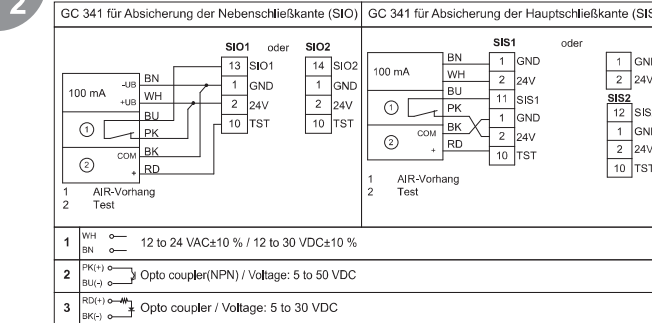 2
GC 341 für Absicherung der Nebenschließkante (SIO)
SIO1 oder SIO2
100 mA
-UB BN
+UB WH
BU
1 PK
COM BK
2 + RD
13 SIO1
1 GND
2 24V
10 TST
14 SIO2
1 GND
2 24V
10 TST
1 AIR-Vorhang
2 Test
GC 341 für Absicherung der Hauptschließkante (SIS
SIS1 oder
100 mA
BN
WH
BU
1 PK
COM BK
2 + RD
1 GND
2 24V
11 SIS1
1 GND
2 24V
10 TST
1 GN
2 24V
SIS2
12 SIS
1 GN
2 24V
10 TST
1 AIR-Vorhang
2 Test
1 WH BN 12 to 24 VAC±10 % / 12 to 30 VDC±10 %
2 PK(+) BU(-) Opto coupler(NPN) / Voltage: 5 to 50 VDC
3 RD(+) BK(-) Opto coupler / Voltage: 5 to 30 VDC